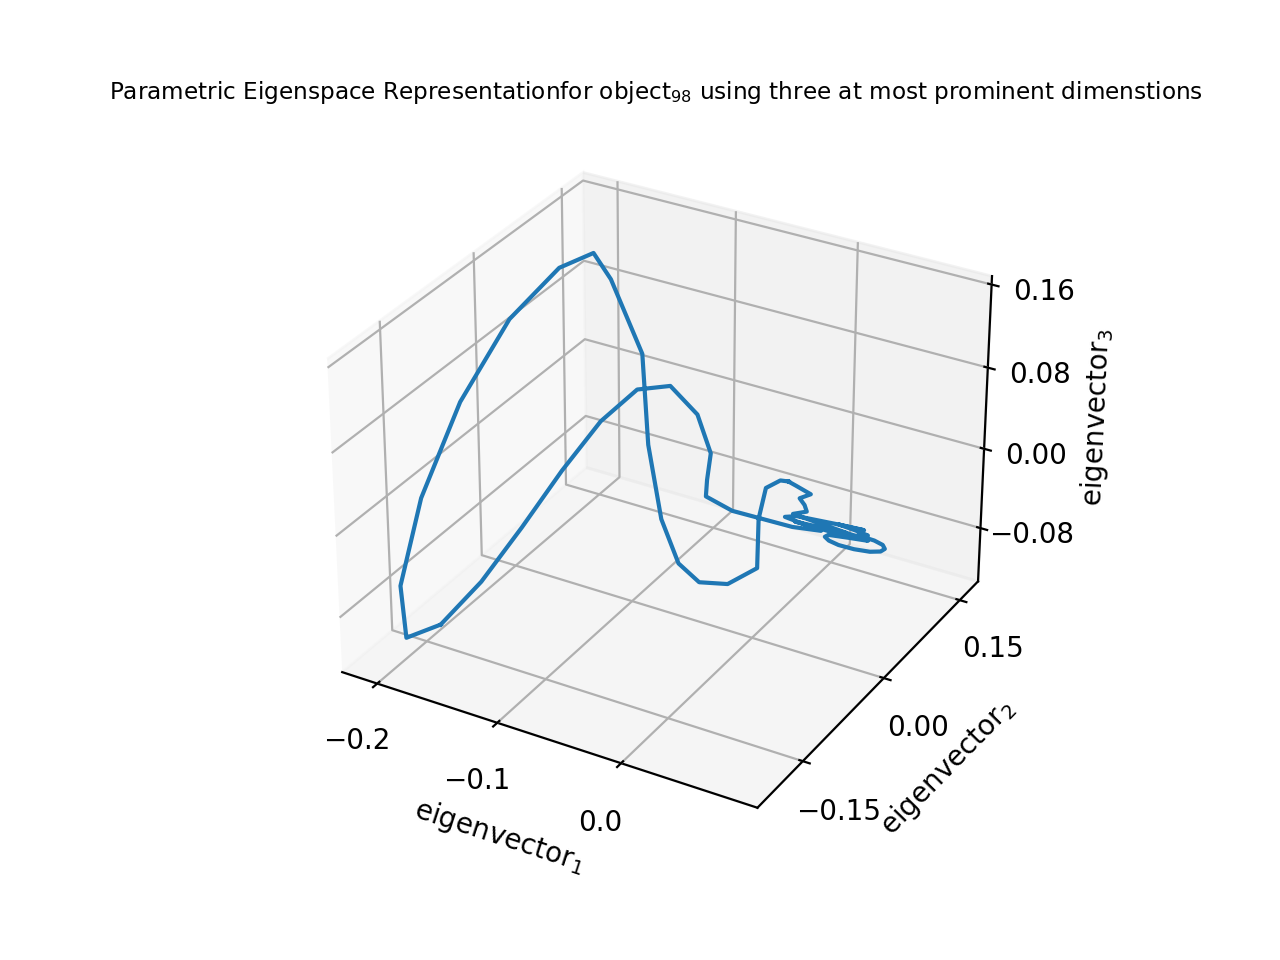 Parametric Eigenspace Representationfor object₉₈ using three at most prominent dimenstions
0.16
0.08
0.00
−0.08
eigenvector₃
0.15
0.00
−0.15
eigenvector₂
−0.2
−0.1
0.0
eigenvector₁